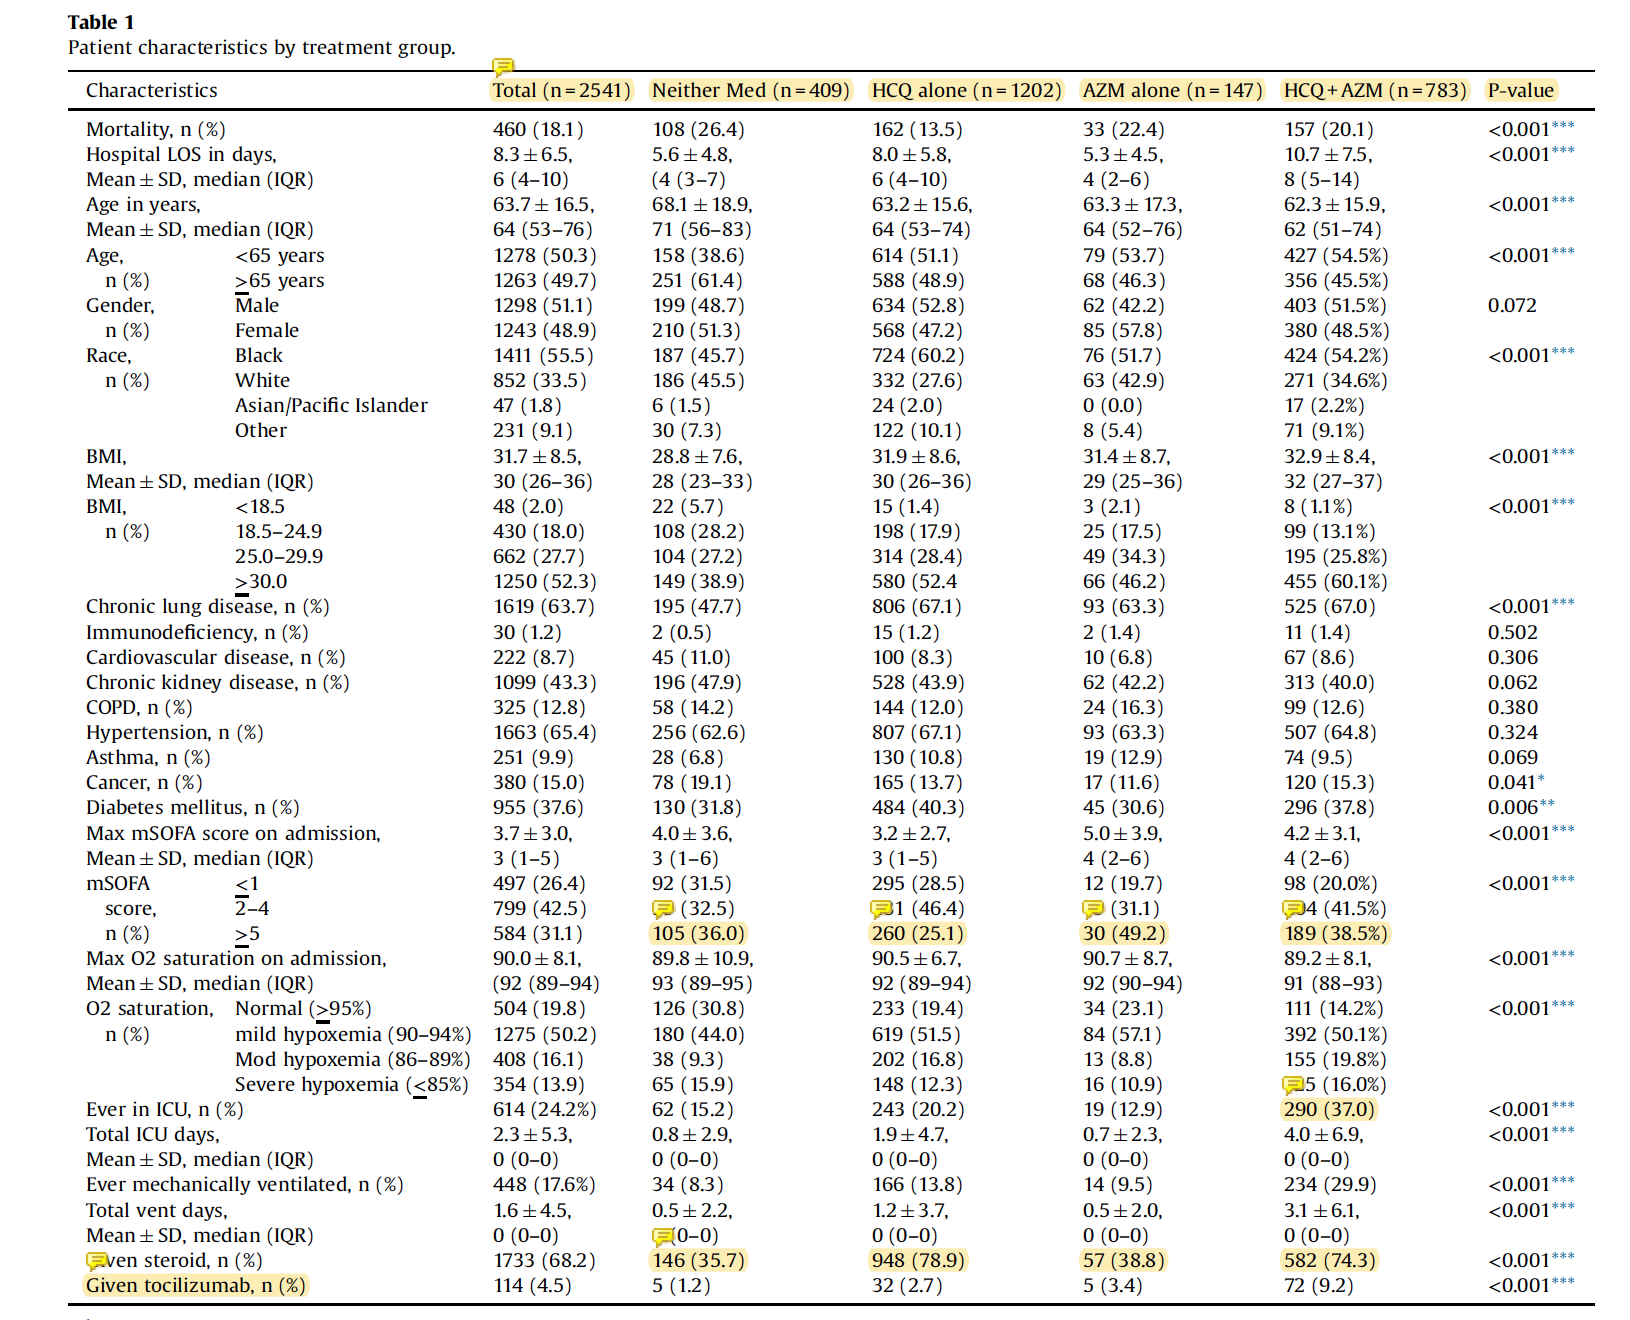 Table 1
Patient characteristics by treatment group.
Characteristics Total (n = 2541) Neither Med (n = 409) HCQ alone (n = 1202) AZM alone (n = 147) HCQ + AZM (n = 783) P-value
Mortality, n (%) 460 (18.1) 108 (26.4) 162 (13.5) 33 (22.4) 157 (20.1) <0.001***
Hospital LOS in days, 8.3 ± 6.5, 5.6 ± 4.8, 8.0 ± 5.8, 5.3 ± 4.5, 10.7 ± 7.5, <0.001***
Mean ± SD, median (IQR) 6 (4–10) (4 (3–7) 6 (4–10) 4 (2–6) 8 (5–14)
Age in years, 63.7 ± 16.5, 68.1 ± 18.9, 63.2 ± 15.6, 63.3 ± 17.3, 62.3 ± 15.9, <0.001***
Mean ± SD, median (IQR) 64 (53–76) 71 (56–83) 64 (53–74) 64 (52–76) 62 (51–74)
Age, <65 years 1278 (50.3) 158 (38.6) 614 (51.1) 79 (53.7) 427 (54.5%) <0.001***
n (%) ≥65 years 1263 (49.7) 251 (61.4) 588 (48.9) 68 (46.3) 356 (45.5%)
Gender, Male 1298 (51.1) 199 (48.7) 634 (52.8) 62 (42.2) 403 (51.5%) 0.072
n (%) Female 1243 (48.9) 210 (51.3) 568 (47.2) 85 (57.8) 380 (48.5%)
Race, Black 1411 (55.5) 187 (45.7) 724 (60.2) 76 (51.7) 424 (54.2%) <0.001***
n (%) White 852 (33.5) 186 (45.5) 332 (27.6) 63 (42.9) 271 (34.6%)
Asian/Pacific Islander 47 (1.8) 6 (1.5) 24 (2.0) 0 (0.0) 17 (2.2%)
Other 231 (9.1) 30 (7.3) 122 (10.1) 8 (5.4) 71 (9.1%)
BMI, 31.7 ± 8.5, 28.8 ± 7.6, 31.9 ± 8.6, 31.4 ± 8.7, 32.9 ± 8.4, <0.001***
Mean ± SD, median (IQR) 30 (26–36) 28 (23–33) 30 (26–36) 29 (25–36) 32 (27–37)
BMI, <18.5 48 (2.0) 22 (5.7) 15 (1.4) 3 (2.1) 8 (1.1%) <0.001***
n (%) 18.5–24.9 430 (18.0) 108 (28.2) 198 (17.9) 25 (17.5) 99 (13.1%)
25.0–29.9 662 (27.7) 104 (27.2) 314 (28.4) 49 (34.3) 195 (25.8%)
≥30.0 1250 (52.3) 149 (38.9) 580 (52.4 66 (46.2) 455 (60.1%)
Chronic lung disease, n (%) 1619 (63.7) 195 (47.7) 806 (67.1) 93 (63.3) 525 (67.0) <0.001***
Immunodeficiency, n (%) 30 (1.2) 2 (0.5) 15 (1.2) 2 (1.4) 11 (1.4) 0.502
Cardiovascular disease, n (%) 222 (8.7) 45 (11.0) 100 (8.3) 10 (6.8) 67 (8.6) 0.306
Chronic kidney disease, n (%) 1099 (43.3) 196 (47.9) 528 (43.9) 62 (42.2) 313 (40.0) 0.062
COPD, n (%) 325 (12.8) 58 (14.2) 144 (12.0) 24 (16.3) 99 (12.6) 0.380
Hypertension, n (%) 1663 (65.4) 256 (62.6) 807 (67.1) 93 (63.3) 507 (64.8) 0.324
Asthma, n (%) 251 (9.9) 28 (6.8) 130 (10.8) 19 (12.9) 74 (9.5) 0.069
Cancer, n (%) 380 (15.0) 78 (19.1) 165 (13.7) 17 (11.6) 120 (15.3) 0.041*
Diabetes mellitus, n (%) 955 (37.6) 130 (31.8) 484 (40.3) 45 (30.6) 296 (37.8) 0.006**
Max mSOFA score on admission, 3.7 ± 3.0, 4.0 ± 3.6, 3.2 ± 2.7, 5.0 ± 3.9, 4.2 ± 3.1, <0.001***
Mean ± SD, median (IQR) 3 (1–5) 3 (1–6) 3 (1–5) 4 (2–6) 4 (2–6)
mSOFA ≤1 497 (26.4) 92 (31.5) 295 (28.5) 12 (19.7) 98 (20.0%) <0.001***
score, 2–4 799 (42.5) (32.5) (46.4) (31.1) (41.5%)
n (%) ≥5 584 (31.1) 105 (36.0) 260 (25.1) 30 (49.2) 189 (38.5%)
Max O2 saturation on admission, 90.0 ± 8.1, 89.8 ± 10.9, 90.5 ± 6.7, 90.7 ± 8.7, 89.2 ± 8.1, <0.001***
Mean ± SD, median (IQR) (92 (89–94) 93 (89–95) 92 (89–94) 92 (90–94) 91 (88–93)
O2 saturation, Normal (≥95%) 504 (19.8) 126 (30.8) 233 (19.4) 34 (23.1) 111 (14.2%) <0.001***
n (%) mild hypoxemia (90–94%) 1275 (50.2) 180 (44.0) 619 (51.5) 84 (57.1) 392 (50.1%)
Mod hypoxemia (86–89%) 408 (16.1) 38 (9.3) 202 (16.8) 13 (8.8) 155 (19.8%)
Severe hypoxemia (≤85%) 354 (13.9) 65 (15.9) 148 (12.3) 16 (10.9) (16.0%)
Ever in ICU, n (%) 614 (24.2%) 62 (15.2) 243 (20.2) 19 (12.9) 290 (37.0) <0.001***
Total ICU days, 2.3 ± 5.3, 0.8 ± 2.9, 1.9 ± 4.7, 0.7 ± 2.3, 4.0 ± 6.9, <0.001***
Mean ± SD, median (IQR) 0 (0–0) 0 (0–0) 0 (0–0) 0 (0–0) 0 (0–0)
Ever mechanically ventilated, n (%) 448 (17.6%) 34 (8.3) 166 (13.8) 14 (9.5) 234 (29.9) <0.001***
Total vent days, 1.6 ± 4.5, 0.5 ± 2.2, 1.2 ± 3.7, 0.5 ± 2.0, 3.1 ± 6.1, <0.001***
Mean ± SD, median (IQR) 0 (0–0) (0–0) 0 (0–0) 0 (0–0) 0 (0–0)
steroid, n (%) 1733 (68.2) 146 (35.7) 948 (78.9) 57 (38.8) 582 (74.3) <0.001***
Given tocilizumab, n (%) 114 (4.5) 5 (1.2) 32 (2.7) 5 (3.4) 72 (9.2) <0.001***